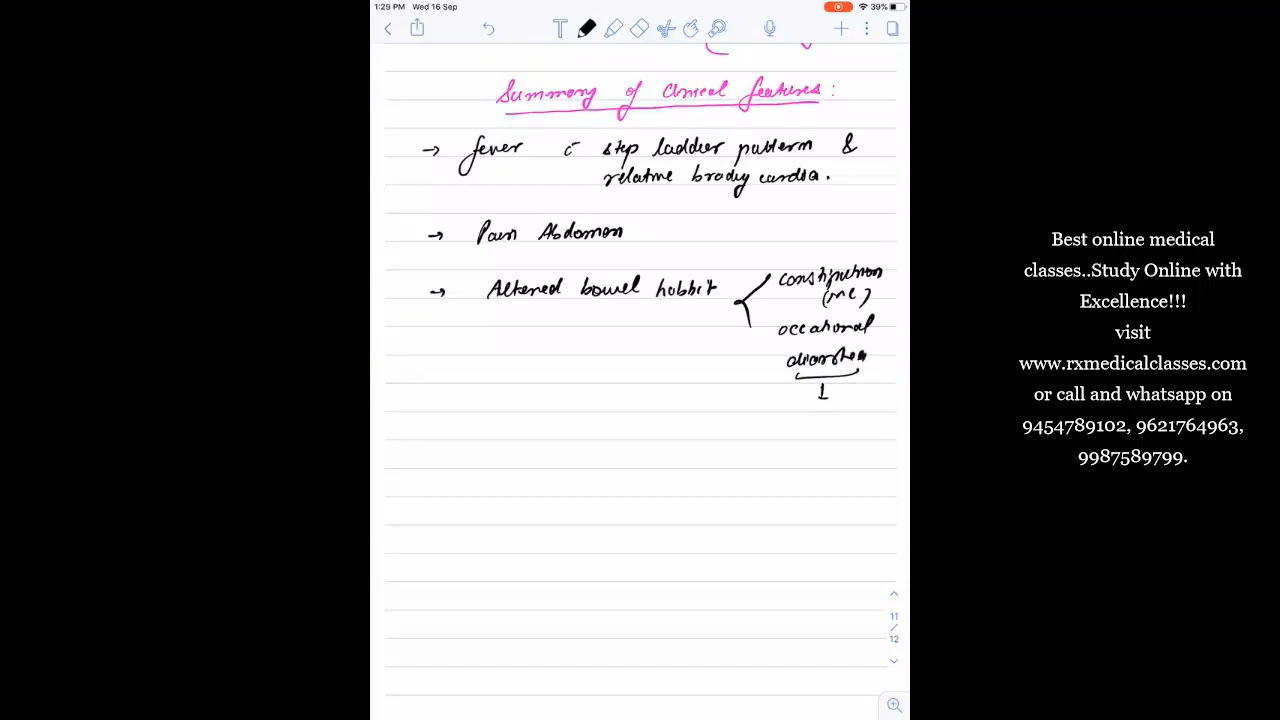 1:29 PM Wed 16 Sep
39%
Summary of Clinical features :
→ fever c̄ step ladder pattern &
relative brady cardia.
→ Pain Abdomen
→ Altered bowel habbit
constipation
(mc)
occational
diarrhea
11
/
12
Best online medical
classes..Study Online with
Excellence!!!
visit
www.rxmedicalclasses.com
or call and whatsapp on
9454789102, 9621764963,
9987589799.